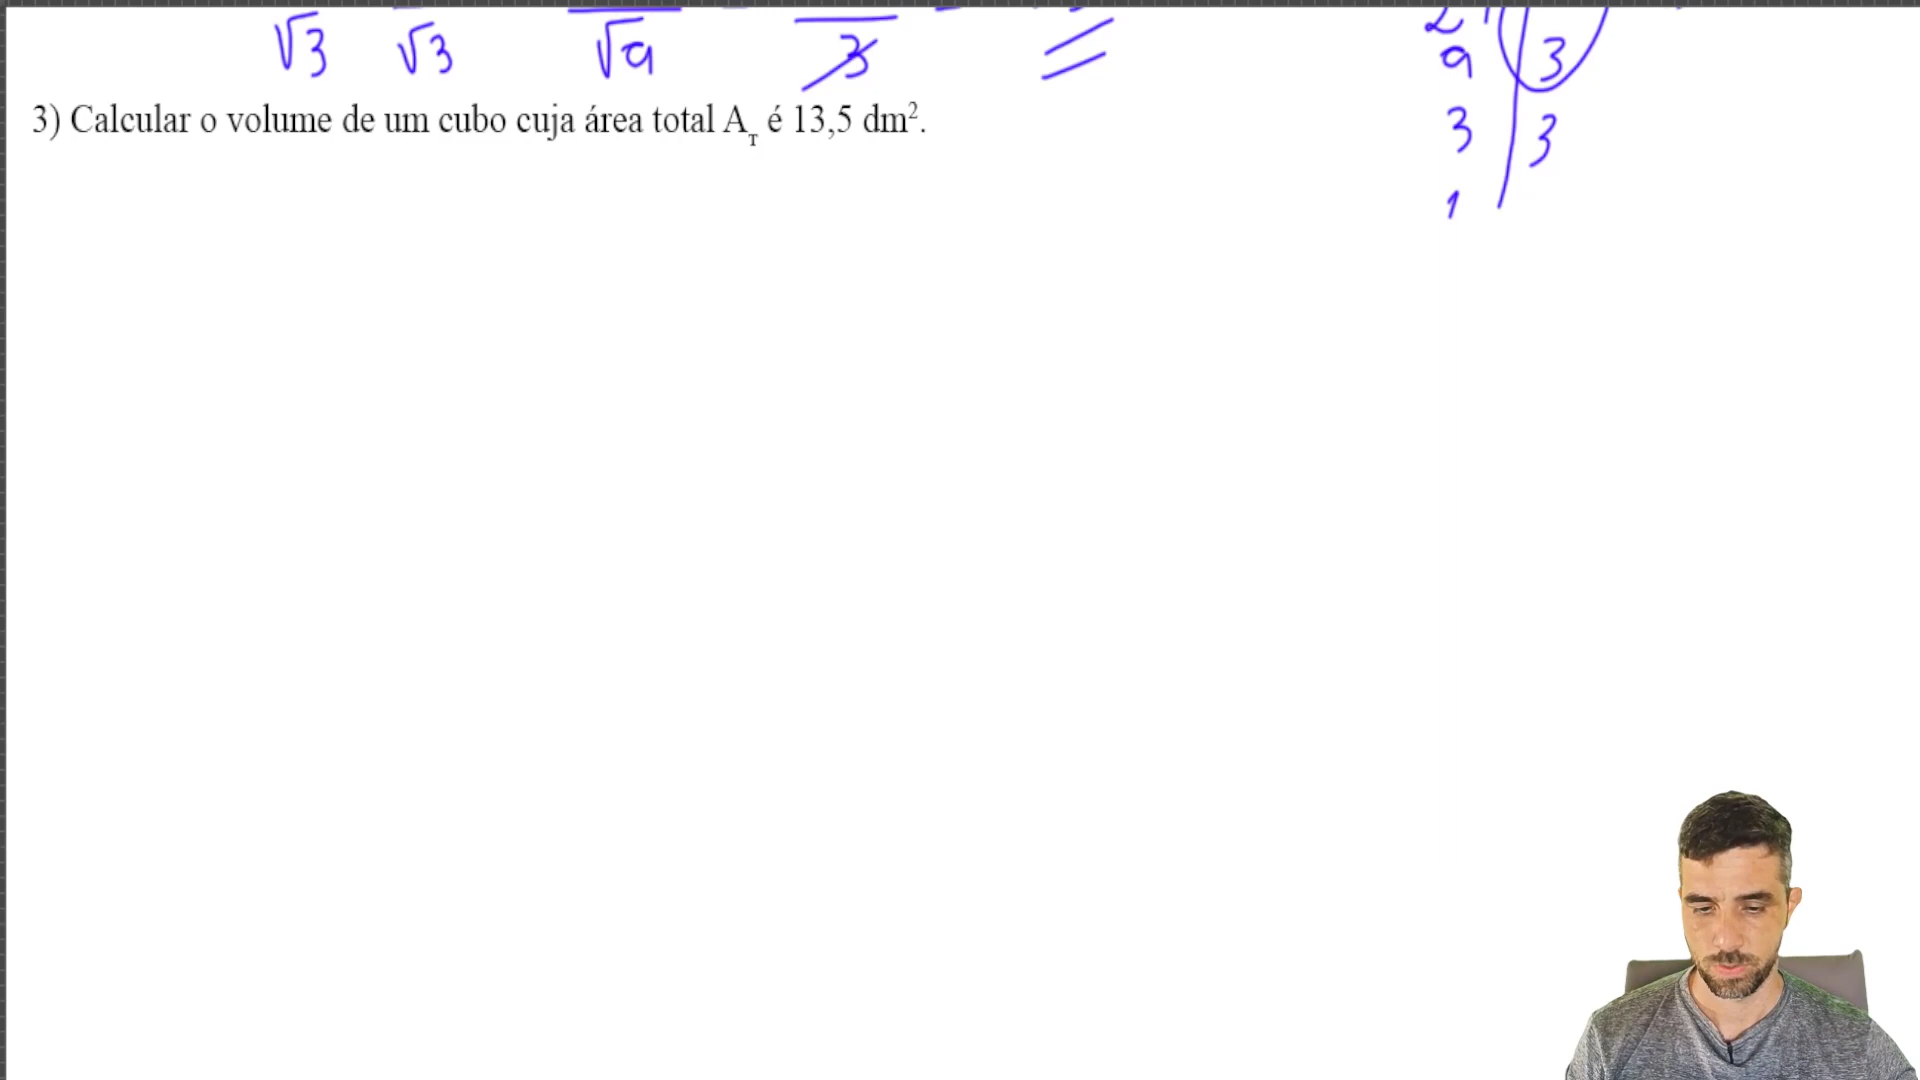 √3 √3 √9 3
3) Calcular o volume de um cubo cuja área total A_T é 13,5 dm².
9 3
3 3
1